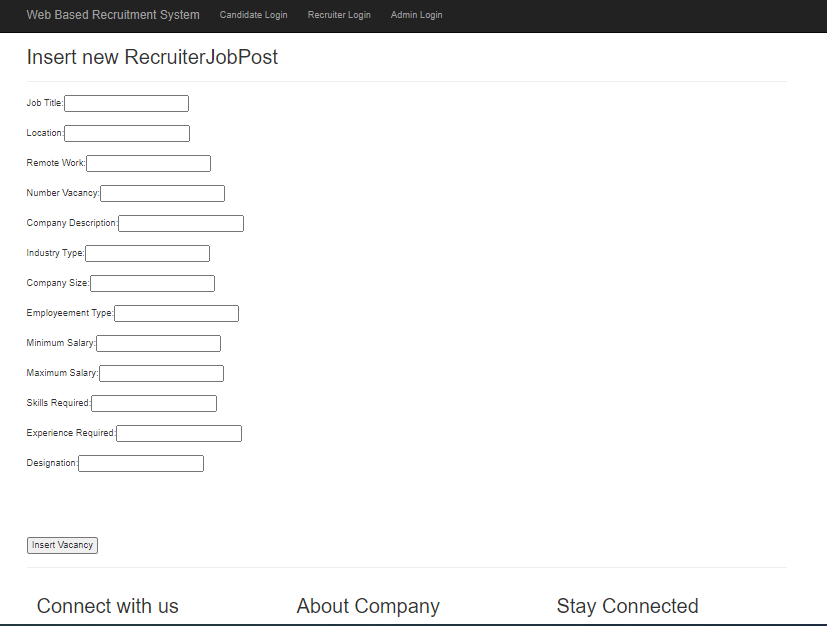 Web Based Recruitment System Candidate Login Recruiter Login Admin Login
Insert new RecruiterJobPost
Job Title:
Location:
Remote Work:
Number Vacancy:
Company Description:
Industry Type:
Company Size:
Employeement Type:
Minimum Salary:
Maximum Salary:
Skills Required:
Experience Required:
Designation:
Insert Vacancy
Connect with us About Company Stay Connected